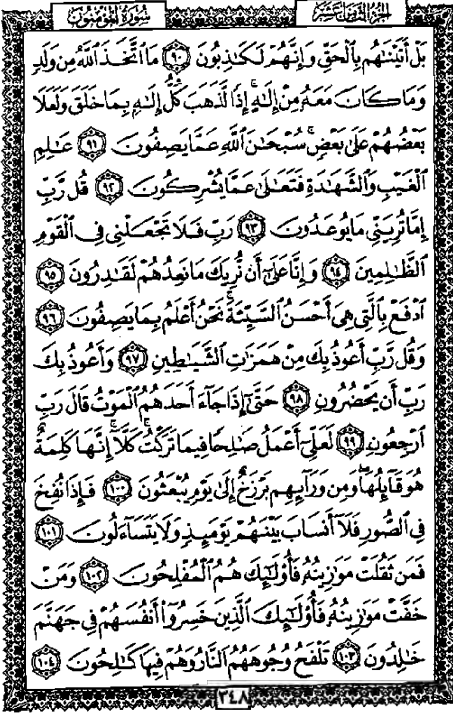 الجزء الثامن عشر
سورة المؤمنون
بَلْ أَتَيْنَٰهُم بِٱلْحَقِّ وَإِنَّهُمْ لَكَٰذِبُونَ ۝٩٠ مَا ٱتَّخَذَ ٱللَّهُ مِن وَلَدٍ
وَمَا كَانَ مَعَهُۥ مِنْ إِلَٰهٍ ۚ إِذًا لَّذَهَبَ كُلُّ إِلَٰهٍۭ بِمَا خَلَقَ وَلَعَلَا
بَعْضُهُمْ عَلَىٰ بَعْضٍ ۚ سُبْحَٰنَ ٱللَّهِ عَمَّا يَصِفُونَ ۝٩١ عَٰلِمِ
ٱلْغَيْبِ وَٱلشَّهَٰدَةِ فَتَعَٰلَىٰ عَمَّا يُشْرِكُونَ ۝٩٢ قُل رَّبِّ
إِمَّا تُرِيَنِّى مَا يُوعَدُونَ ۝٩٣ رَبِّ فَلَا تَجْعَلْنِى فِى ٱلْقَوْمِ
ٱلظَّٰلِمِينَ ۝٩٤ وَإِنَّا عَلَىٰٓ أَن نُّرِيَكَ مَا نَعِدُهُمْ لَقَٰدِرُونَ ۝٩٥
ٱدْفَعْ بِٱلَّتِى هِىَ أَحْسَنُ ٱلسَّيِّئَةَ ۚ نَحْنُ أَعْلَمُ بِمَا يَصِفُونَ ۝٩٦
وَقُل رَّبِّ أَعُوذُ بِكَ مِنْ هَمَزَٰتِ ٱلشَّيَٰطِينِ ۝٩٧ وَأَعُوذُ بِكَ
رَبِّ أَن يَحْضُرُونِ ۝٩٨ حَتَّىٰٓ إِذَا جَآءَ أَحَدَهُمُ ٱلْمَوْتُ قَالَ رَبِّ
ٱرْجِعُونِ ۝٩٩ لَعَلِّىٓ أَعْمَلُ صَٰلِحًا فِيمَا تَرَكْتُ ۚ كَلَّآ ۚ إِنَّهَا كَلِمَةٌ
هُوَ قَآئِلُهَا ۖ وَمِن وَرَآئِهِم بَرْزَخٌ إِلَىٰ يَوْمِ يُبْعَثُونَ ۝١٠٠ فَإِذَا نُفِخَ
فِى ٱلصُّورِ فَلَآ أَنسَابَ بَيْنَهُمْ يَوْمَئِذٍ وَلَا يَتَسَآءَلُونَ ۝١٠١
فَمَن ثَقُلَتْ مَوَٰزِينُهُۥ فَأُو۟لَٰٓئِكَ هُمُ ٱلْمُفْلِحُونَ ۝١٠٢ وَمَنْ
خَفَّتْ مَوَٰزِينُهُۥ فَأُو۟لَٰٓئِكَ ٱلَّذِينَ خَسِرُوٓا۟ أَنفُسَهُمْ فِى جَهَنَّمَ
خَٰلِدُونَ ۝١٠٣ تَلْفَحُ وُجُوهَهُمُ ٱلنَّارُ وَهُمْ فِيهَا كَٰلِحُونَ ۝١٠٤
٣٤٨